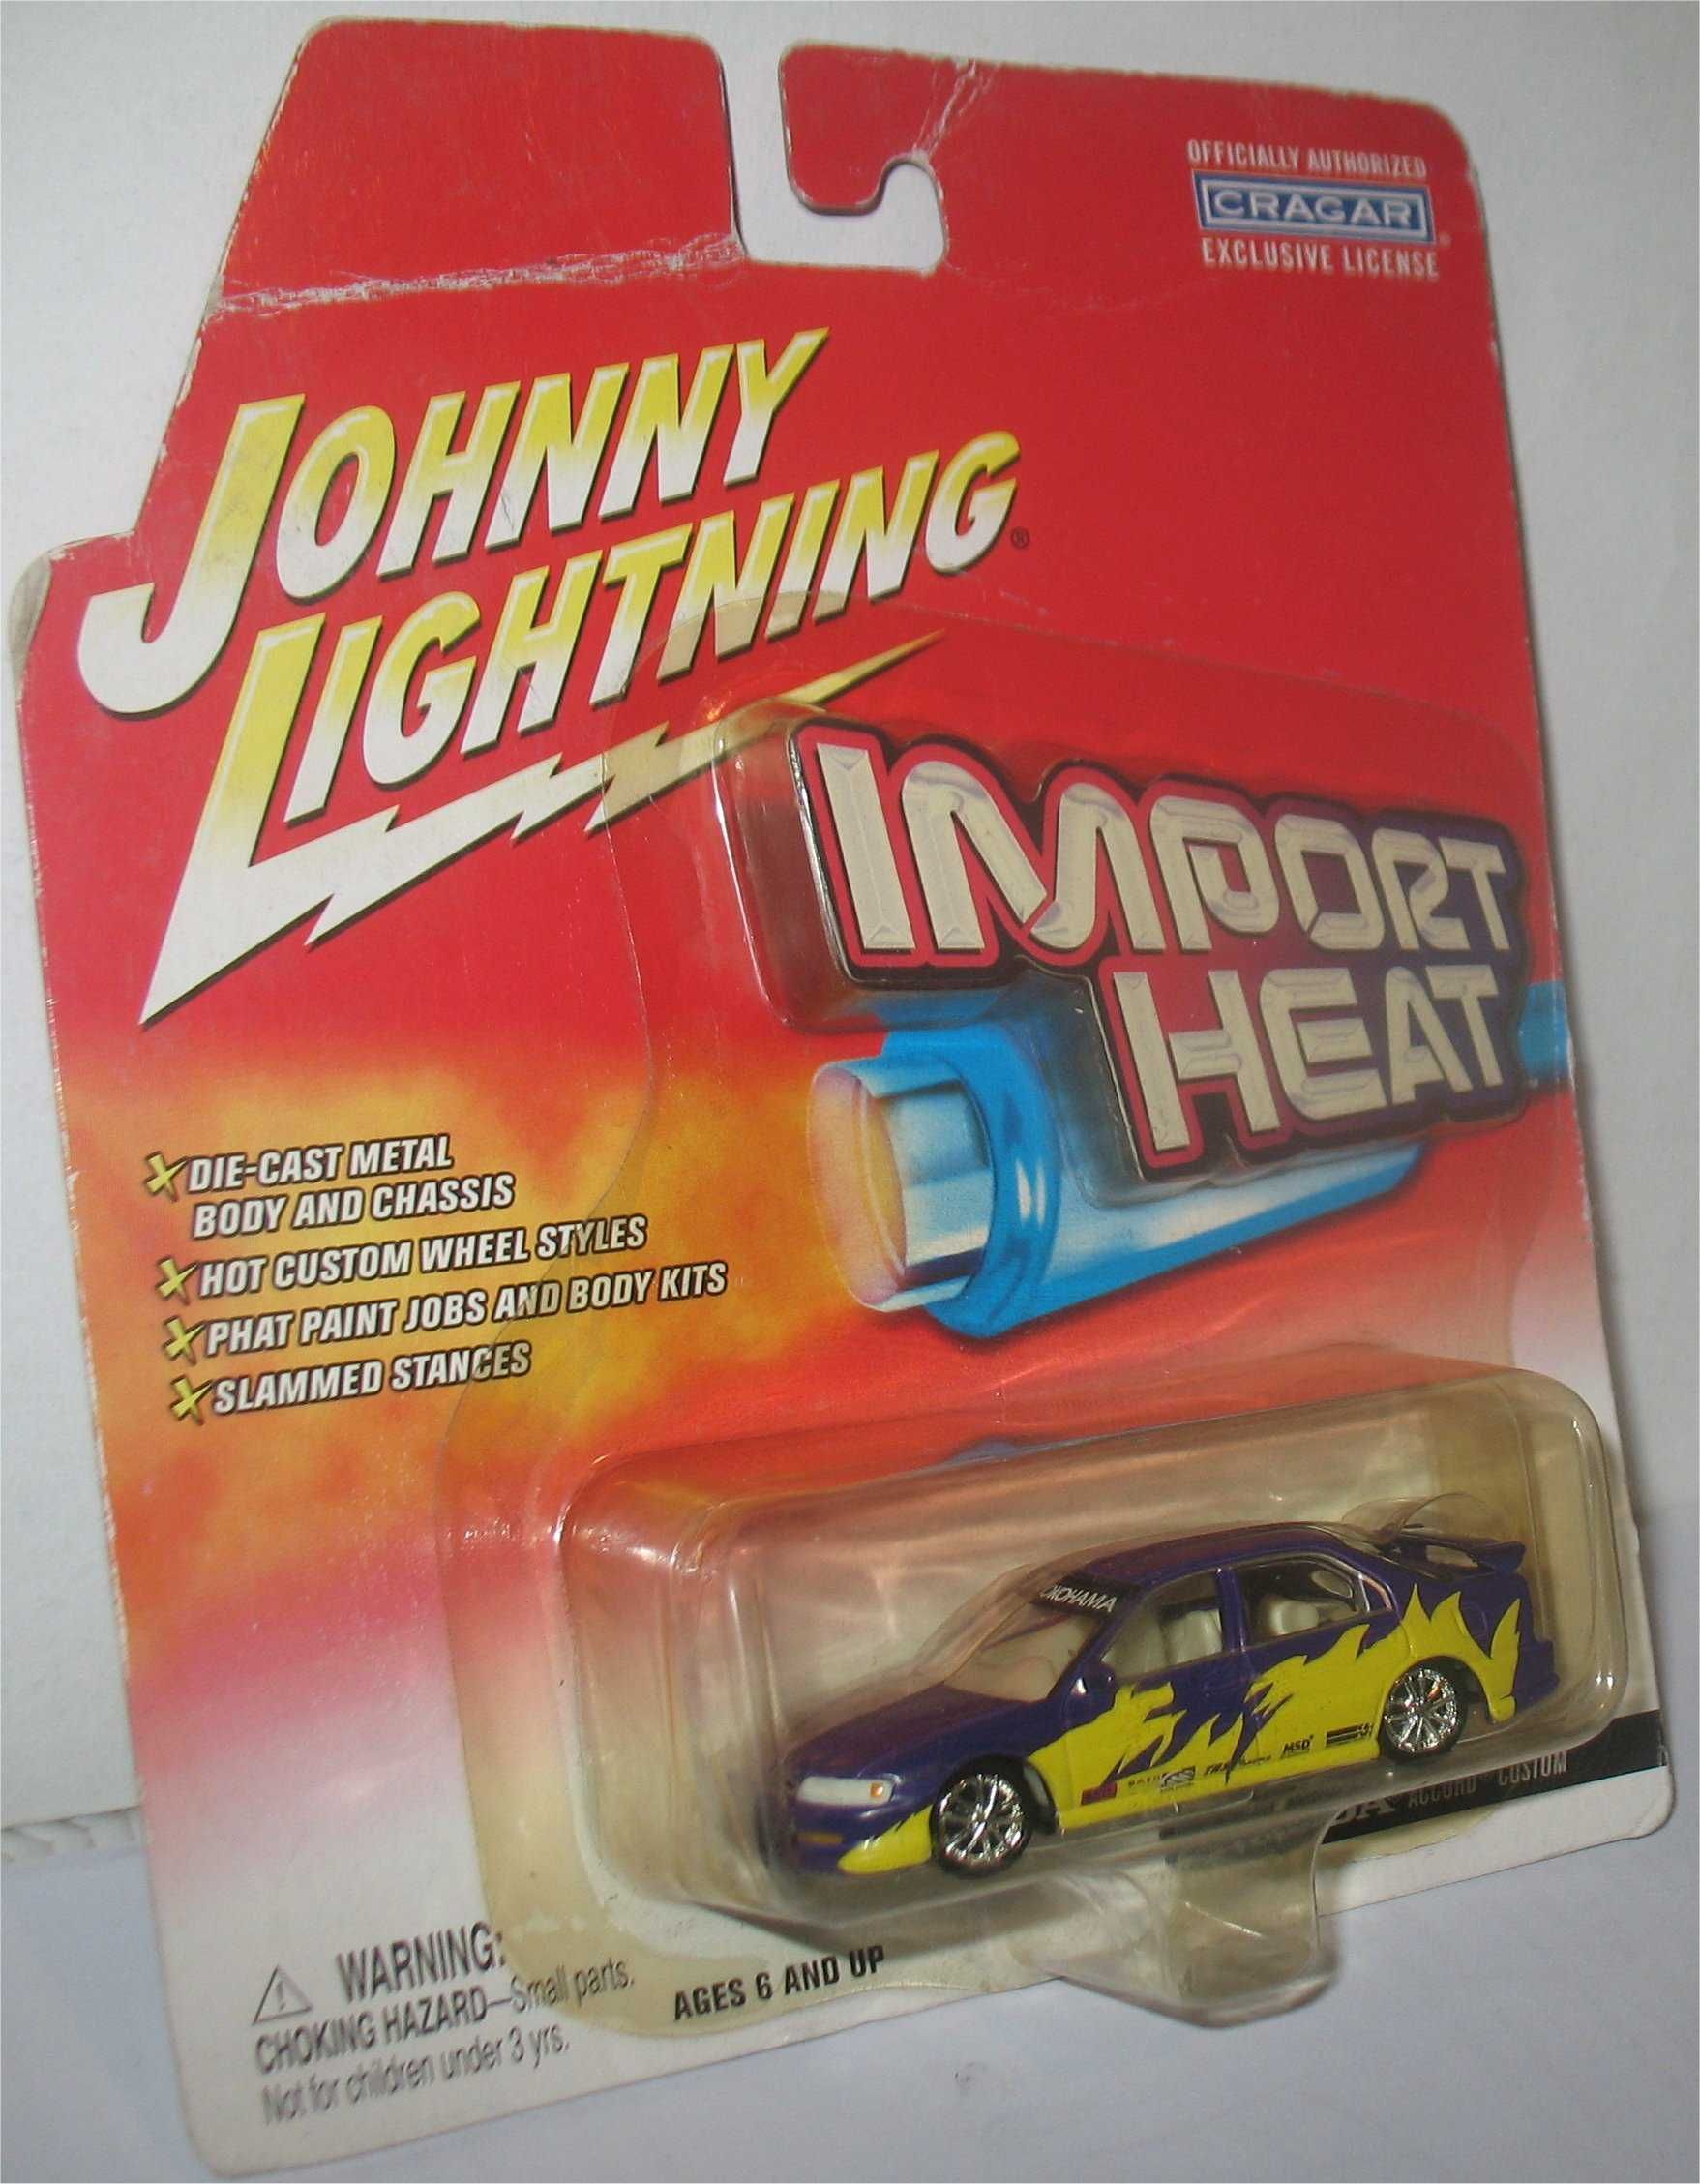 OFFICIALLY AUTHORIZED
CRAGAR
EXCLUSIVE LICENSE
JOHNNY
LIGHTNING®
IMPORT
HEAT
DIE-CAST METAL
BODY AND CHASSIS
HOT CUSTOM WHEEL STYLES
PHAT PAINT JOBS AND BODY KITS
SLAMMED STANCES
OKOHAMA
MSD
DA ACCORD CUSTOM
WARNING:
CHOKING HAZARD—Small parts.
Not for children under 3 yrs.
AGES 6 AND UP